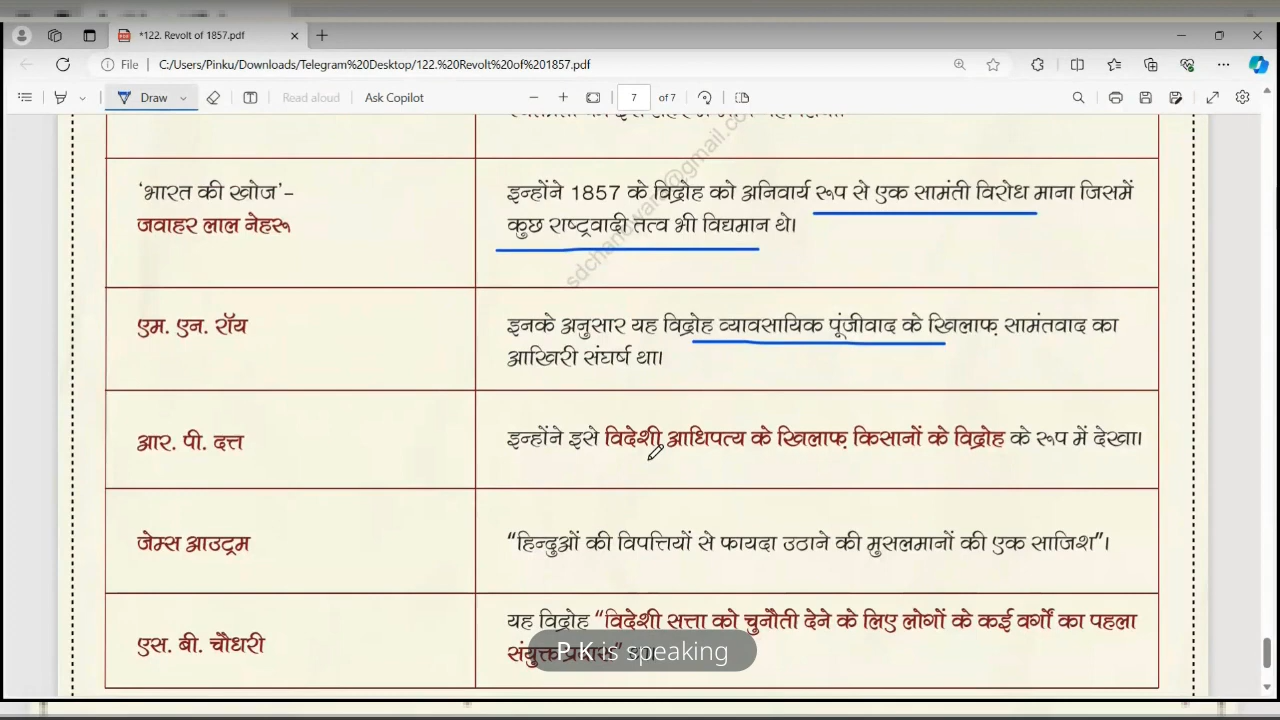 *122. Revolt of 1857.pdf
File C:/Users/Pinku/Downloads/Telegram%20Desktop/122.%20Revolt%20of%201857.pdf
Draw Read aloud Ask Copilot 7 of 7
'भारत की खोज'-
जवाहर लाल नेहरू
इन्होंने 1857 के विद्रोह को अनिवार्य रूप से एक सामंती विरोध माना जिसमें
कुछ राष्ट्रवादी तत्व भी विद्यमान थे।
एम. एन. रॉय
इनके अनुसार यह विद्रोह व्यावसायिक पूंजीवाद के खिलाफ़ सामंतवाद का
आखिरी संघर्ष था।
आर. पी. दत्त
इन्होंने इसे विदेशी आधिपत्य के खिलाफ़ किसानों के विद्रोह के रूप में देखा।
जेम्स आउट्रम
"हिन्दुओं की विपत्तियों से फायदा उठाने की मुसलमानों की एक साजिश"।
एस. बी. चौधरी
यह विद्रोह "विदेशी सत्ता को चुनौती देने के लिए लोगों के कई वर्गों का पहला
संयुक्त
P K is speaking